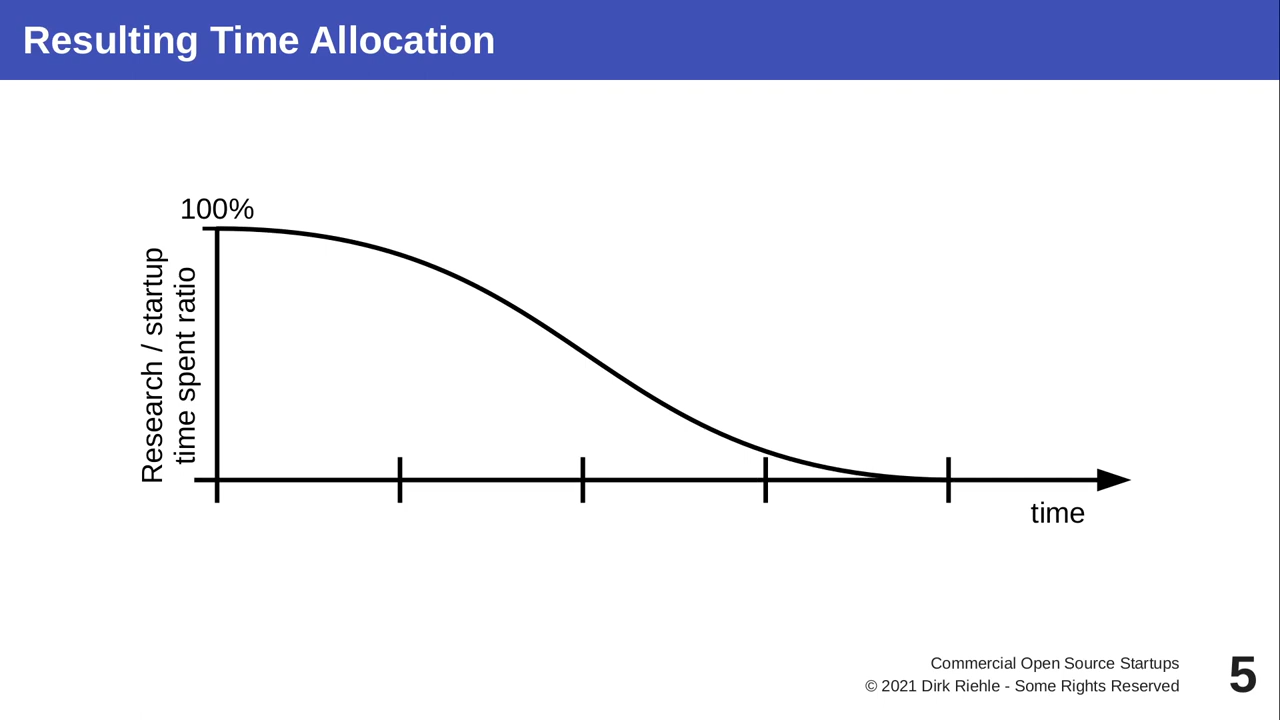 Resulting Time Allocation
100%
Research / startup
time spent ratio
time
Commercial Open Source Startups
© 2021 Dirk Riehle - Some Rights Reserved
5